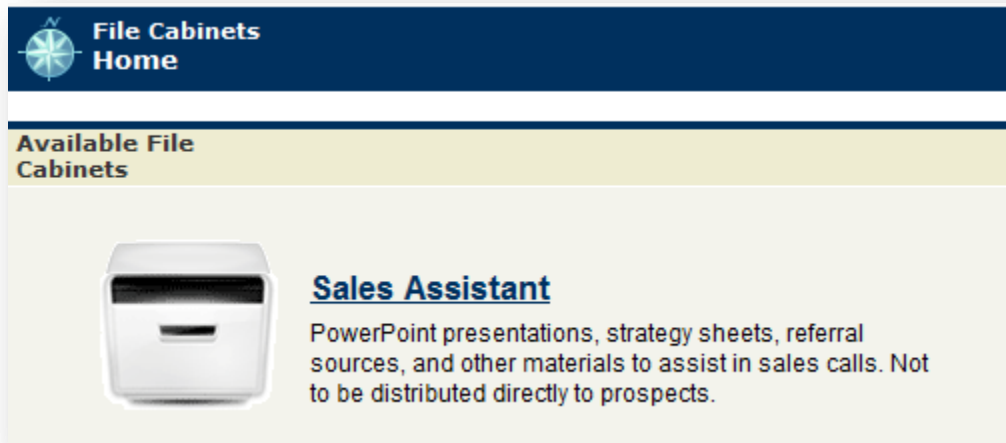 N
File Cabinets
Home
Available File
Cabinets
Sales Assistant
PowerPoint presentations, strategy sheets, referral
sources, and other materials to assist in sales calls. Not
to be distributed directly to prospects.